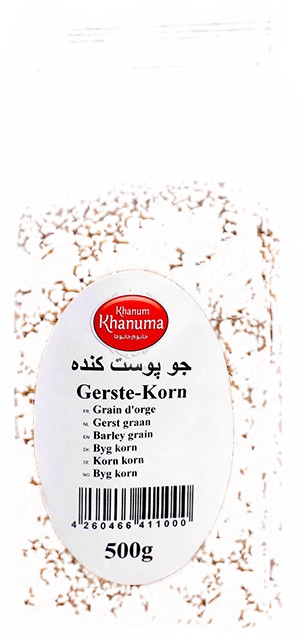 Khanum
Khanuma
خانوم خانوما
جو پوست کنده
Gerste-Korn
FR Grain d'orge
NL Gerst graan
EN Barley grain
DK Byg korn
SE Korn korn
NO Byg korn
4 260466 411000
500g